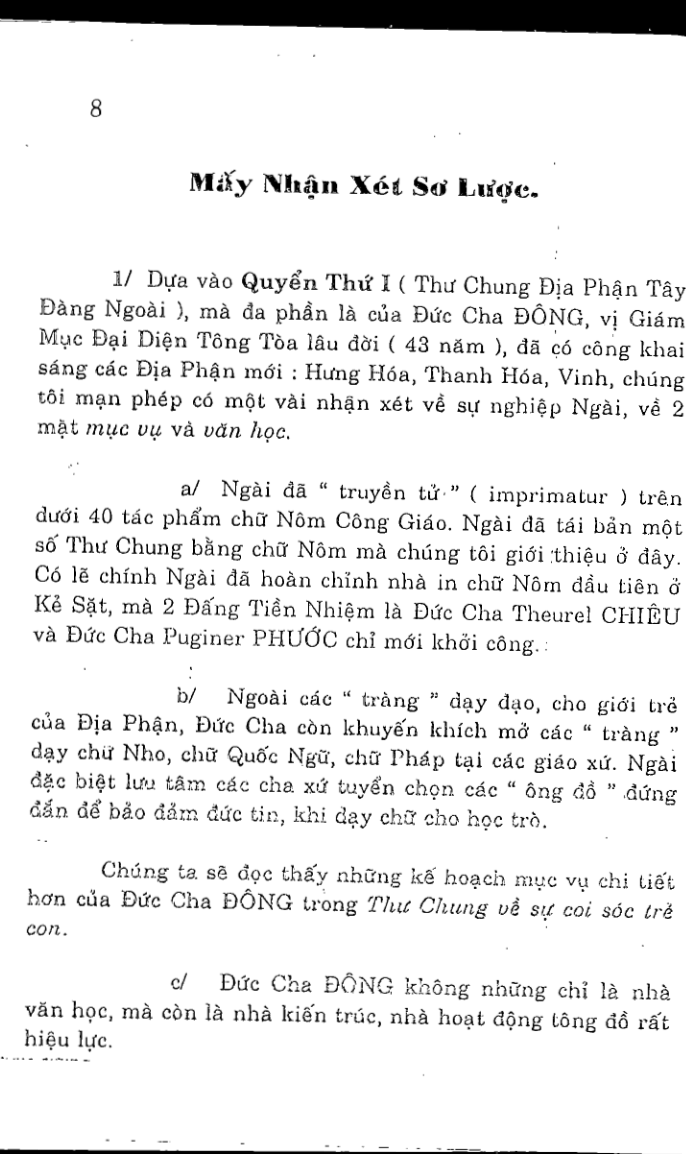 8
Mấy Nhận Xét Sơ Lược.
1/ Dựa vào Quyển Thứ I ( Thư Chung Địa Phận Tây
Đàng Ngoài ), mà đa phần là của Đức Cha ĐÔNG, vị Giám
Mục Đại Diện Tông Tòa lâu đời ( 43 năm ), đã có công khai
sáng các Địa Phận mới : Hưng Hóa, Thanh Hóa, Vinh, chúng
tôi mạn phép có một vài nhận xét về sự nghiệp Ngài, về 2
mặt mục vụ và văn học.
a/ Ngài đã “ truyền tử ” ( imprimatur ) trên
dưới 40 tác phẩm chữ Nôm Công Giáo. Ngài đã tái bản một
số Thư Chung bằng chữ Nôm mà chúng tôi giới thiệu ở đây.
Có lẽ chính Ngài đã hoàn chỉnh nhà in chữ Nôm đầu tiên ở
Kẻ Sặt, mà 2 Đấng Tiền Nhiệm là Đức Cha Theurel CHIÊU
và Đức Cha Puginer PHƯỚC chỉ mới khởi công.
b/ Ngoài các “ tràng ” dạy đạo, cho giới trẻ
của Địa Phận, Đức Cha còn khuyến khích mở các “ tràng ”
dạy chữ Nho, chữ Quốc Ngữ, chữ Pháp tại các giáo xứ. Ngài
đặc biệt lưu tâm các cha xứ tuyển chọn các “ ông đồ ” đứng
đắn để bảo đảm đức tin, khi dạy chữ cho học trò.
Chúng ta sẽ đọc thấy những kế hoạch mục vụ chi tiết
hơn của Đức Cha ĐÔNG trong Thư Chung về sự coi sóc trẻ
con.
c/ Đức Cha ĐÔNG không những chỉ là nhà
văn học, mà còn là nhà kiến trúc, nhà hoạt động tông đồ rất
hiệu lực.